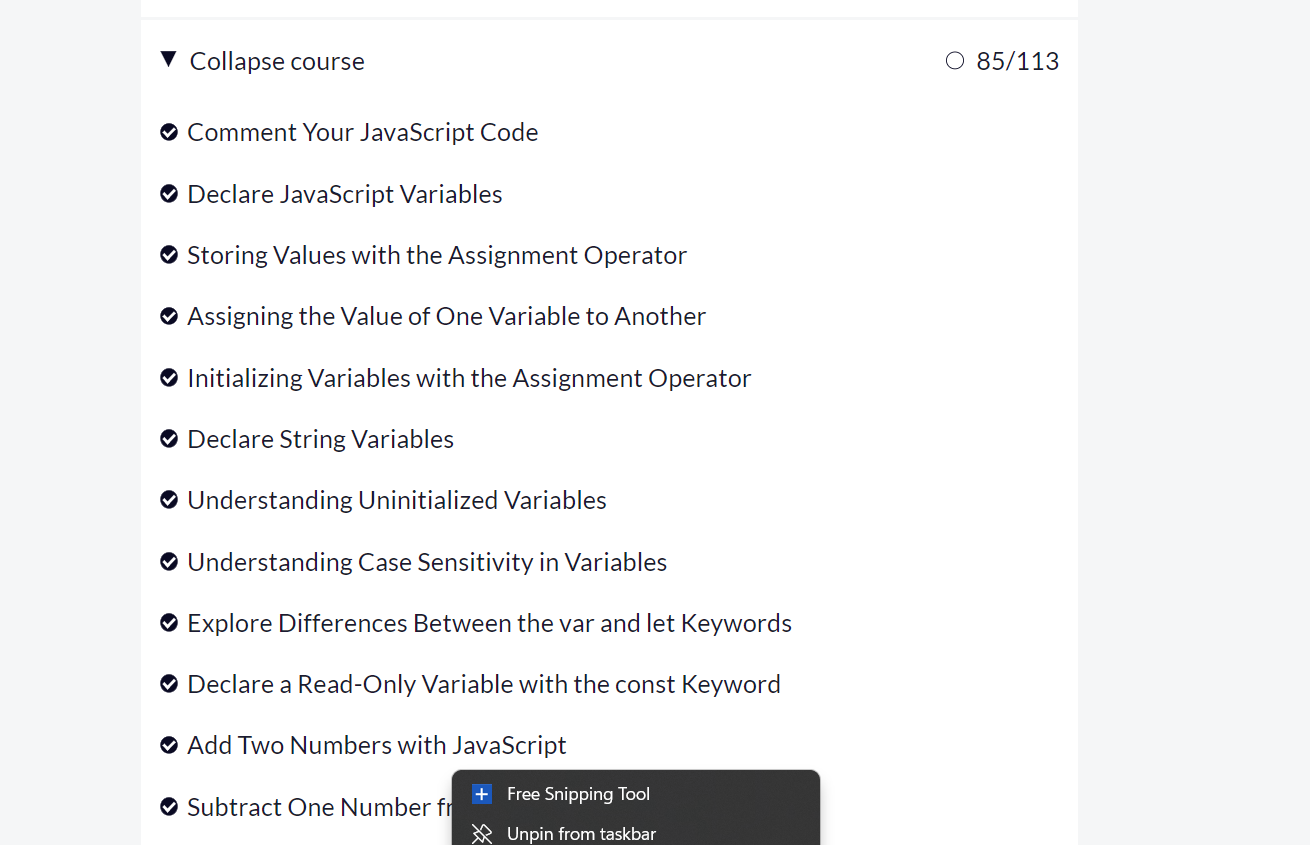 Collapse course
85/113
Comment Your JavaScript Code
Declare JavaScript Variables
Storing Values with the Assignment Operator
Assigning the Value of One Variable to Another
Initializing Variables with the Assignment Operator
Declare String Variables
Understanding Uninitialized Variables
Understanding Case Sensitivity in Variables
Explore Differences Between the var and let Keywords
Declare a Read-Only Variable with the const Keyword
Add Two Numbers with JavaScript
Subtract One Number
Free Snipping Tool
Unpin from taskbar